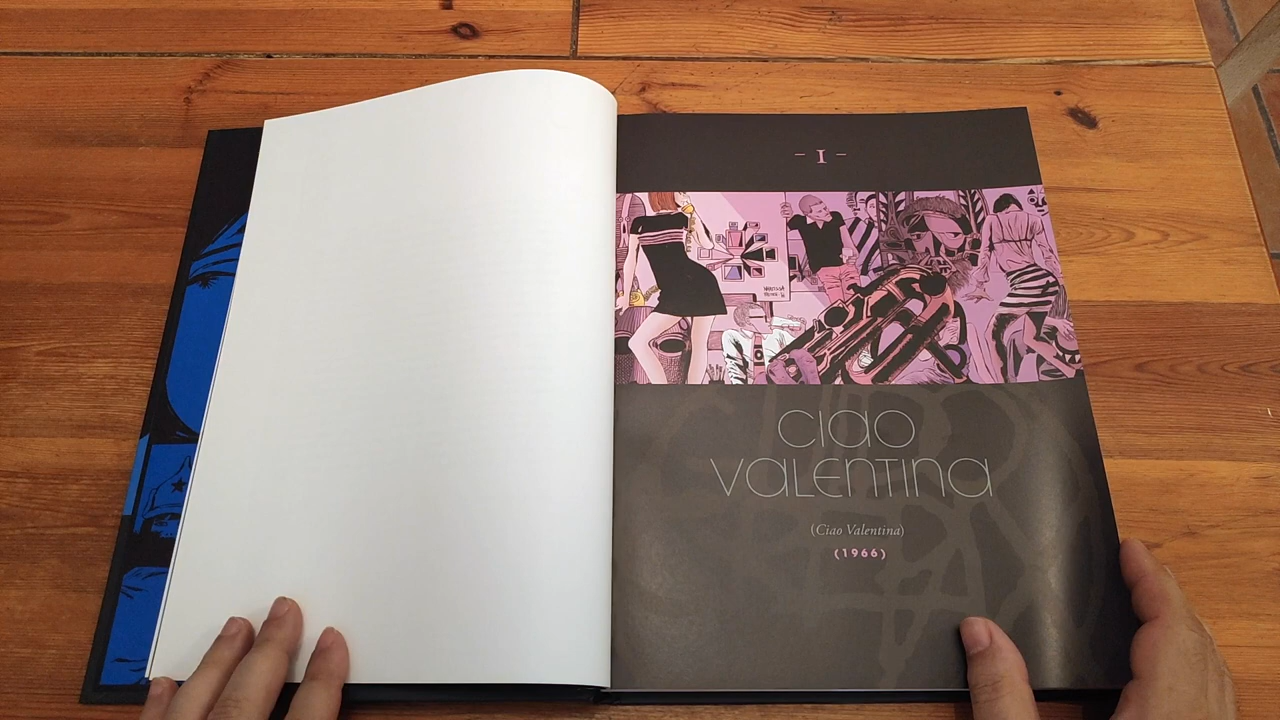 - I -
CIAO
VALENTINA
(Ciao Valentina)
(1966)